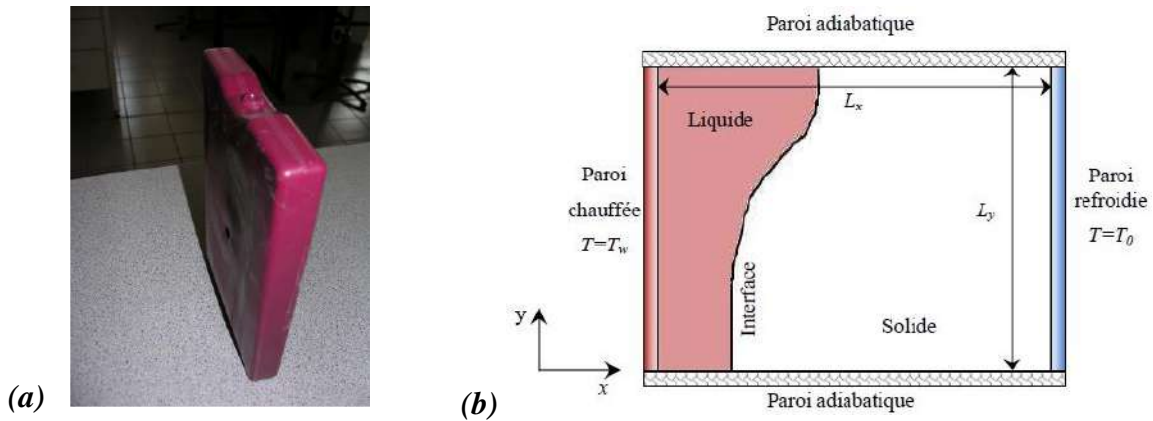 (a)
Paroi adiabatique
Liquide
Lx
Paroi
chauffée
T=Tw
Ly
Paroi
refroidie
T=T0
Interface
Solide
y
x
Paroi adiabatique
(b)